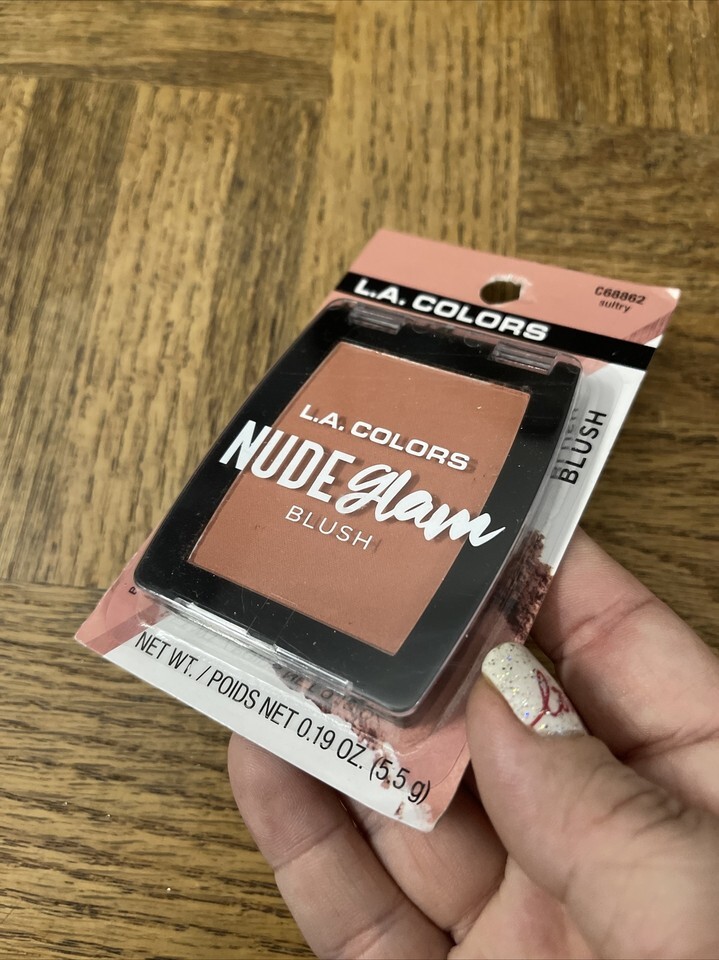 C68862
sultry
L.A. COLORS
L.A. COLORS
NUDE glam
BLUSH
BLUSH
NET WT. / POIDS NET 0.19 OZ. (5.5 g)